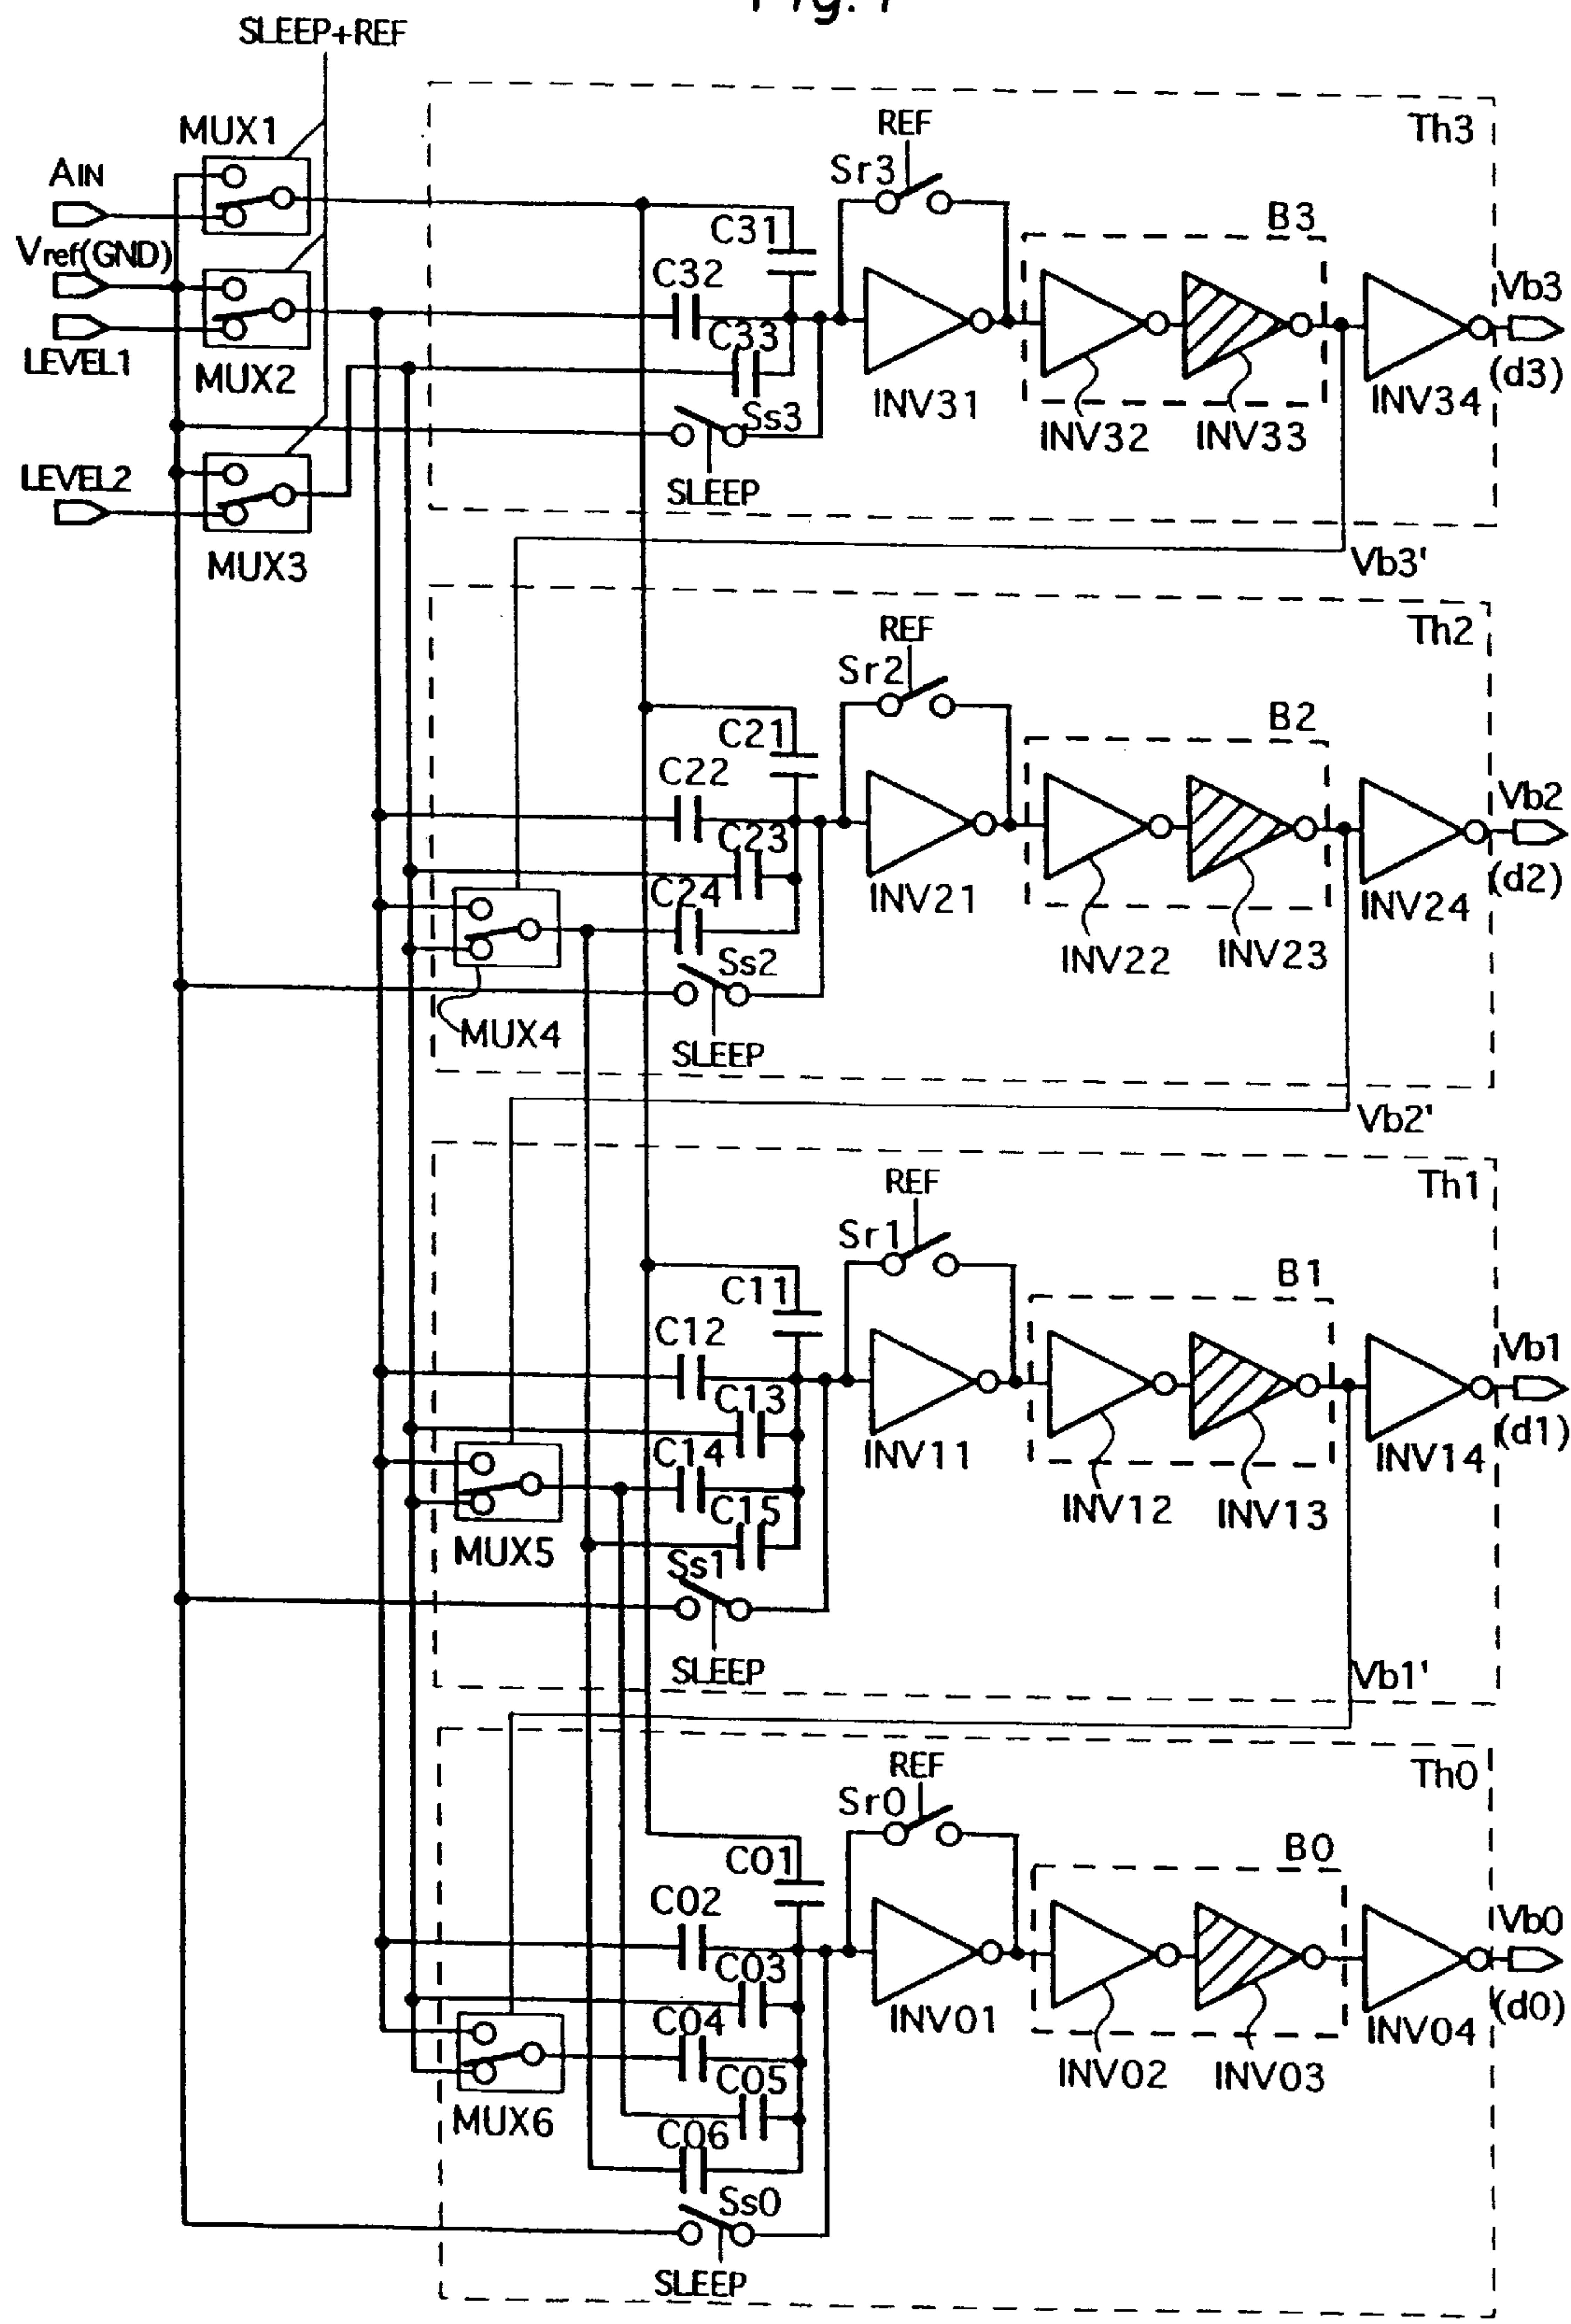 Fig. 1
SLEEP+REF
MUX1
AIN
Vref(GND)
LEVEL1
MUX2
LEVEL2
MUX3
Th3
REF
Sr3
C31
C32
C33
B3
INV31
INV32
INV33
INV34
Vb3
(d3)
Ss3
SLEEP
Vb3'
Th2
REF
Sr2
C21
C22
C23
C24
B2
INV21
INV22
INV23
INV24
Vb2
(d2)
Ss2
MUX4
SLEEP
Vb2'
Th1
REF
Sr1
C11
C12
C13
C14
C15
B1
INV11
INV12
INV13
INV14
Vb1
(d1)
MUX5
Ss1
SLEEP
Vb1'
Th0
REF
Sr0
C01
C02
C03
C04
C05
C06
B0
INV01
INV02
INV03
INV04
Vb0
(d0)
MUX6
Ss0
SLEEP